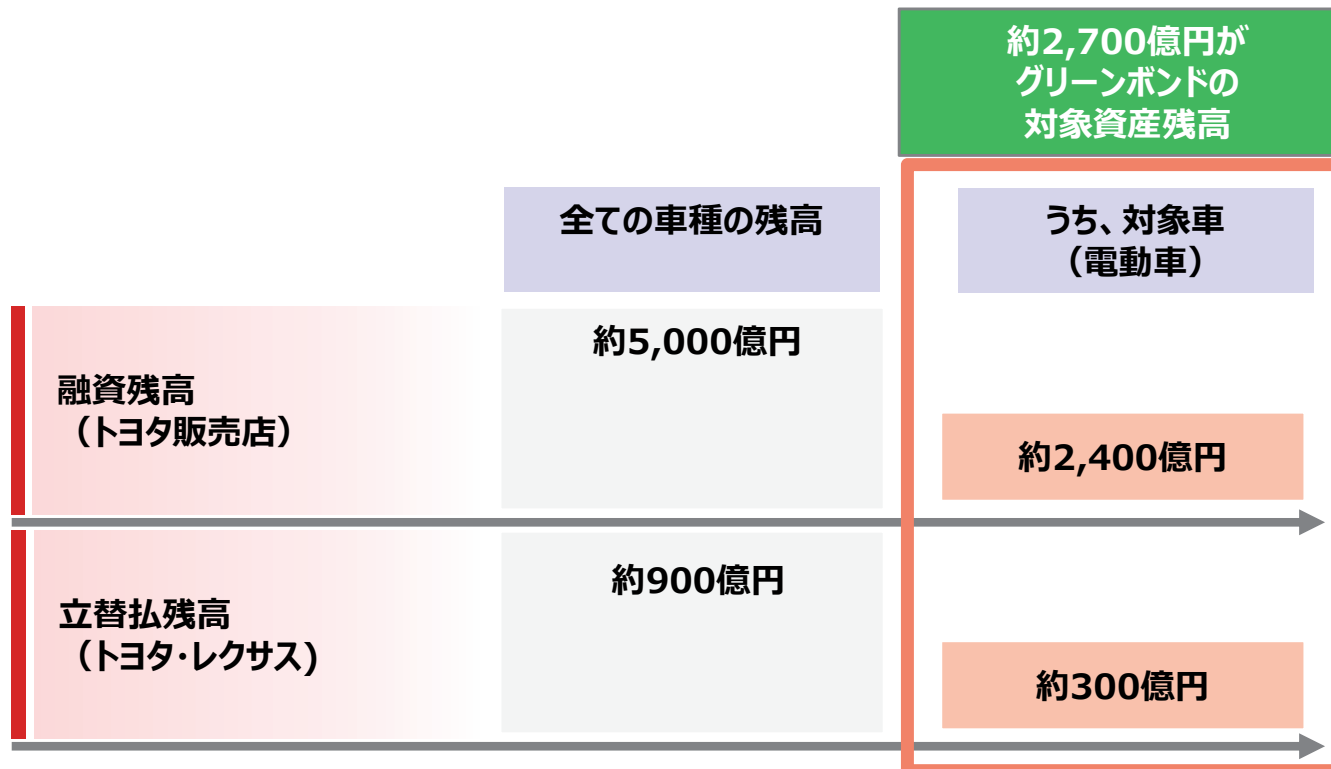 約2,700億円が
グリーンボンドの
対象資産残高
全ての車種の残高
うち、対象車
（電動車）
融資残高
（トヨタ販売店）
約5,000億円
約2,400億円
立替払残高
（トヨタ・レクサス)
約900億円
約300億円